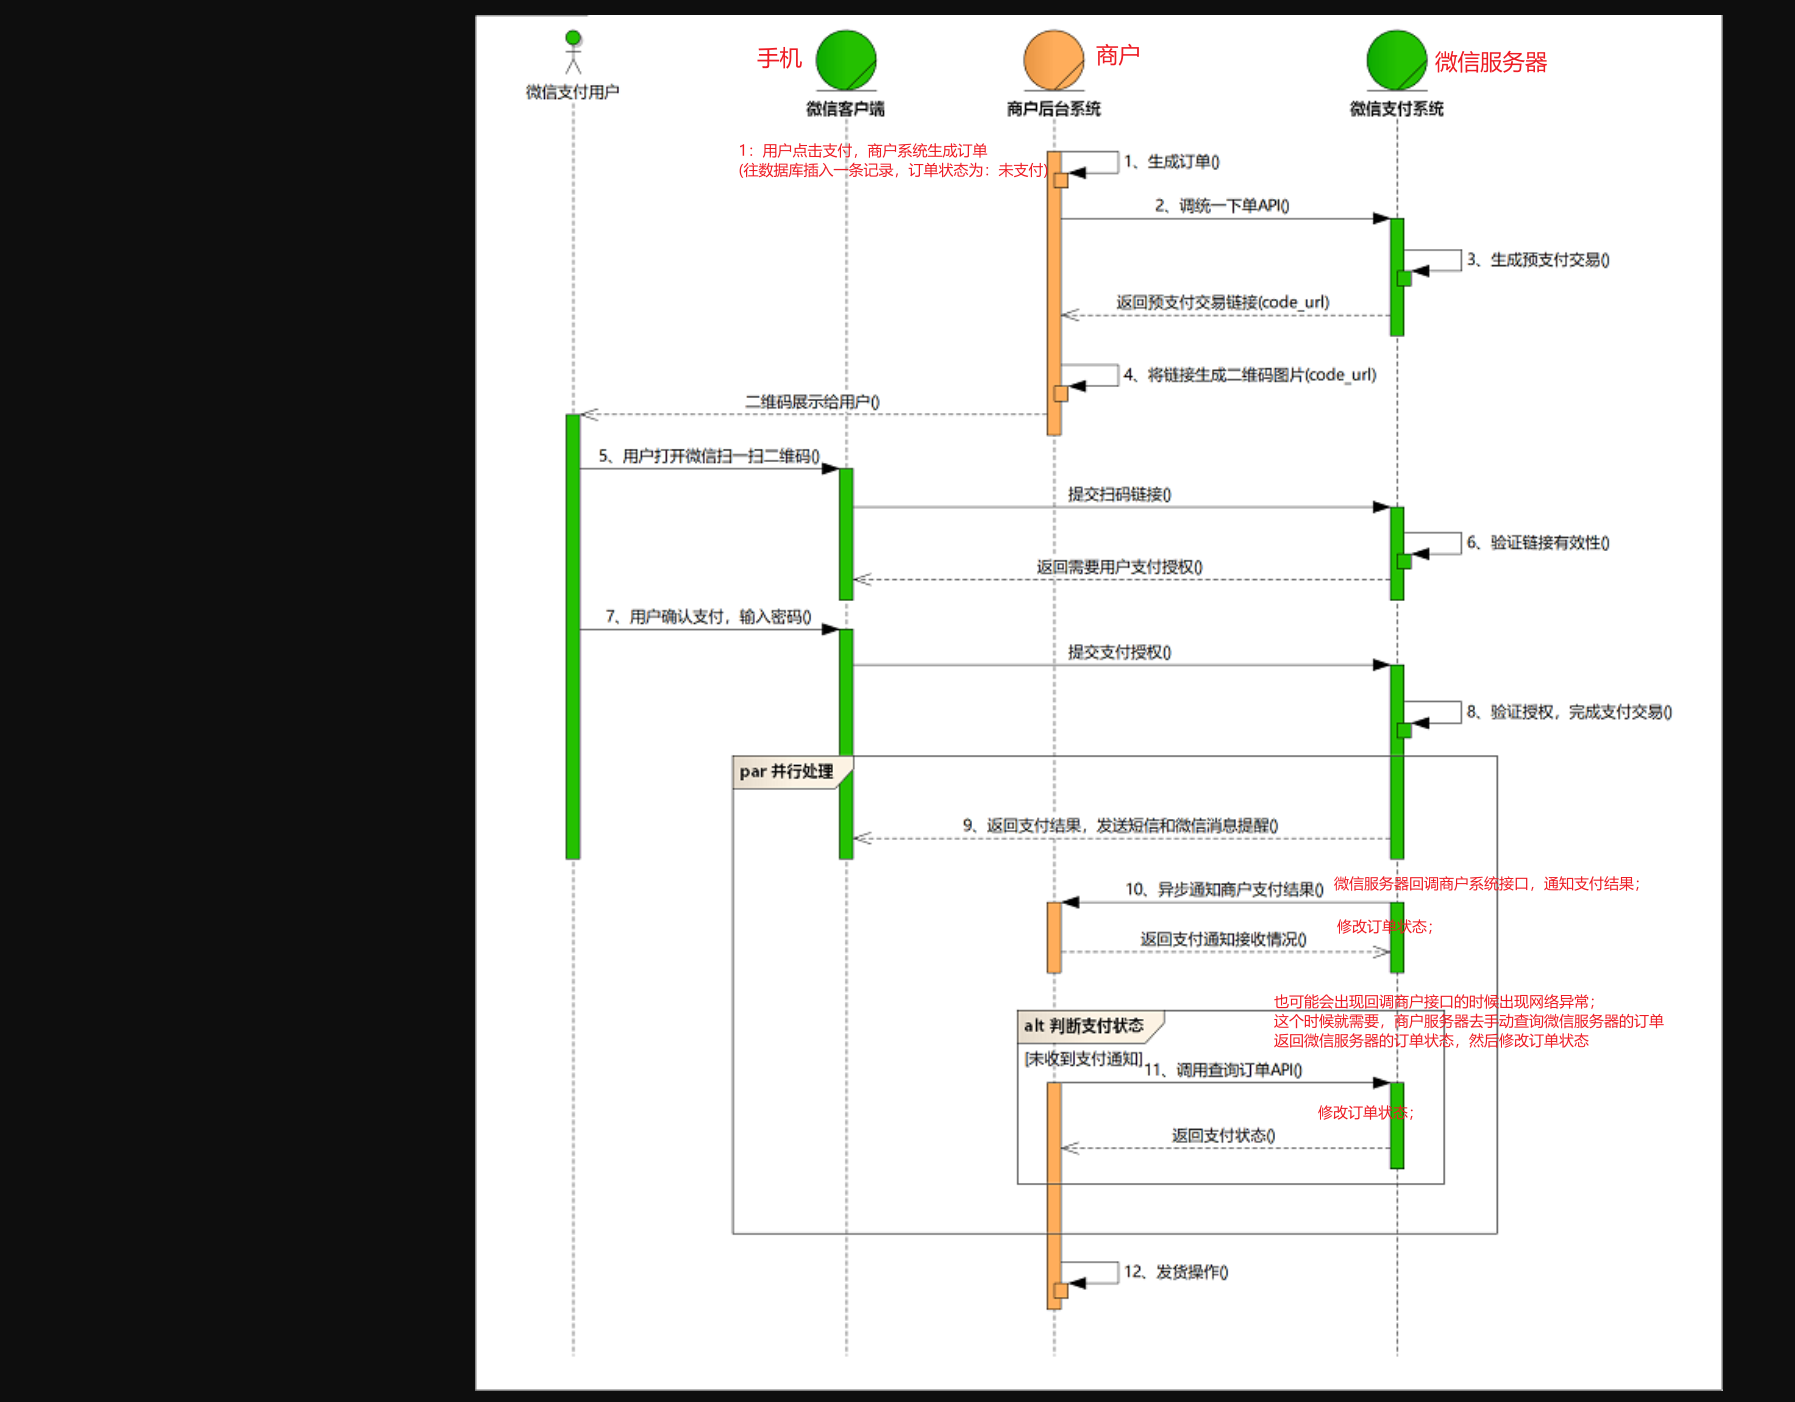 手机
商户
微信服务器
微信支付用户
微信客户端
商户后台系统
微信支付系统
1：用户点击支付，商户系统生成订单
(往数据库插入一条记录，订单状态为：未支付)
1、生成订单()
2、调统一下单API()
3、生成预支付交易()
返回预支付交易链接(code_url)
4、将链接生成二维码图片(code_url)
二维码展示给用户()
5、用户打开微信扫一扫二维码()
提交扫码链接()
6、验证链接有效性()
返回需要用户支付授权()
7、用户确认支付，输入密码()
提交支付授权()
8、验证授权，完成支付交易()
par 并行处理
9、返回支付结果，发送短信和微信消息提醒()
10、异步通知商户支付结果()
微信服务器回调商户系统接口，通知支付结果；
修改订单状态；
返回支付通知接收情况()
也可能会出现回调商户接口的时候出现网络异常；
这个时候就需要，商户服务器去手动查询微信服务器的订单
返回微信服务器的订单状态，然后修改订单状态
alt 判断支付状态
[未收到支付通知]
11、调用查询订单API()
修改订单状态；
返回支付状态()
12、发货操作()